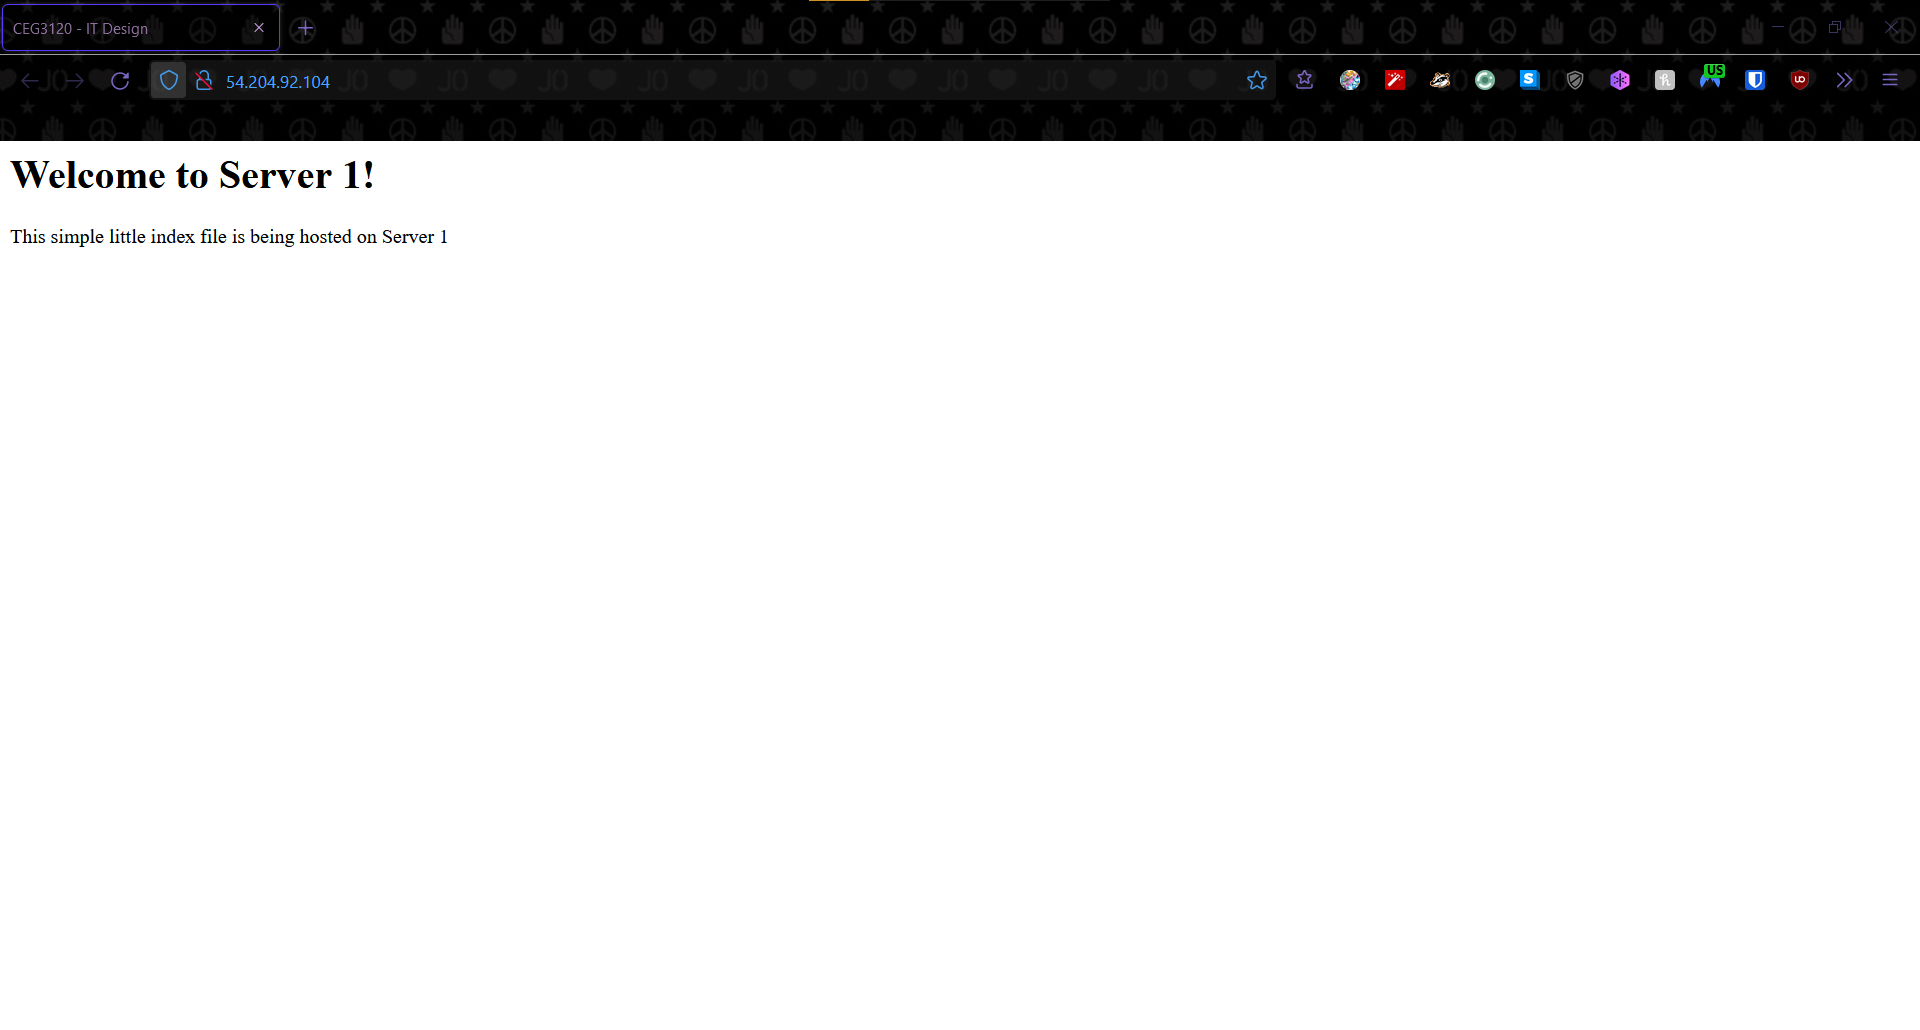 CEG3120 - IT Design
54.204.92.104
US
Welcome to Server 1!
This simple little index file is being hosted on Server 1